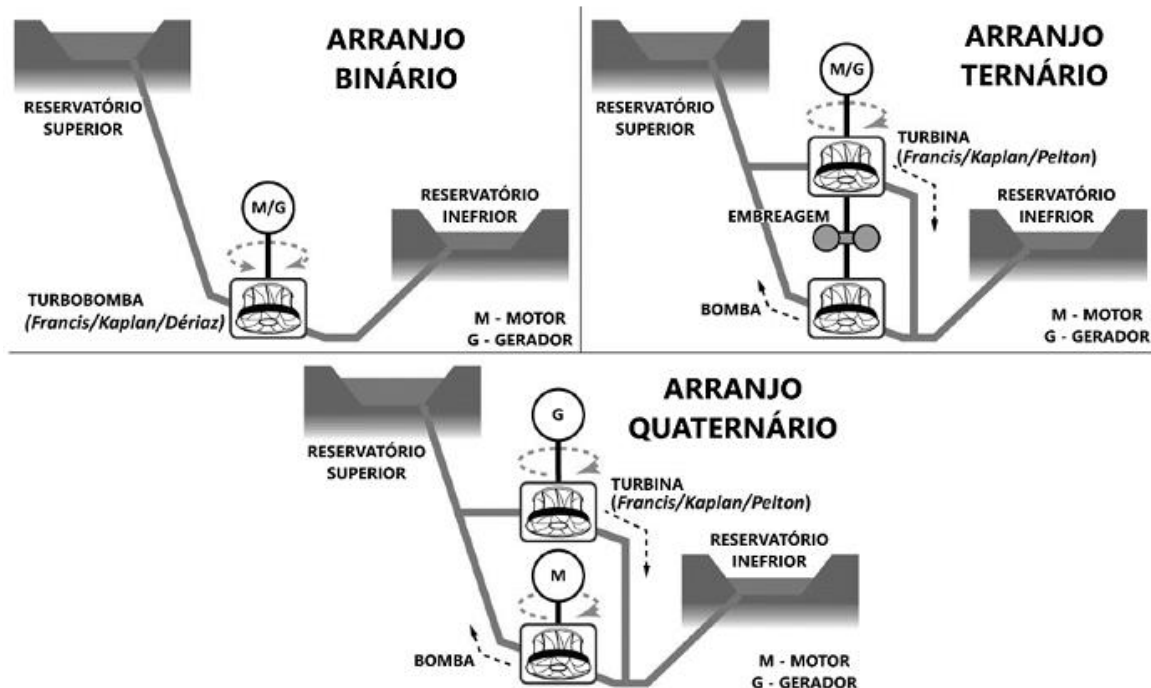 ARRANJO
BINÁRIO
RESERVATÓRIO
SUPERIOR
M/G
RESERVATÓRIO
INEFRIOR
TURBOBOMBA
(Francis/Kaplan/Dériaz)
M - MOTOR
G - GERADOR
ARRANJO
TERNÁRIO
M/G
RESERVATÓRIO
SUPERIOR
TURBINA
(Francis/Kaplan/Pelton)
RESERVATÓRIO
INEFRIOR
EMBREAGEM
BOMBA
M - MOTOR
G - GERADOR
ARRANJO
QUATERNÁRIO
G
RESERVATÓRIO
SUPERIOR
TURBINA
(Francis/Kaplan/Pelton)
RESERVATÓRIO
INEFRIOR
M
BOMBA
M - MOTOR
G - GERADOR